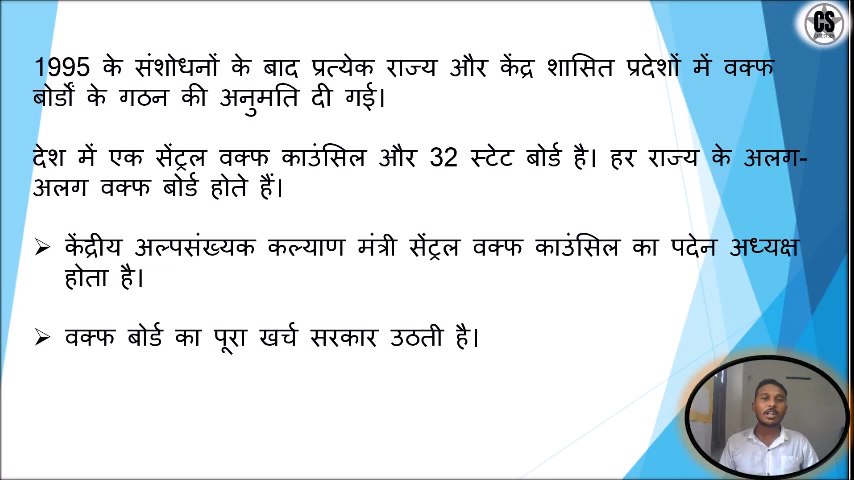 CS
1995 के संशोधनों के बाद प्रत्येक राज्य और केंद्र शासित प्रदेशों में वक्फ
बोर्डों के गठन की अनुमति दी गई।
देश में एक सेंट्रल वक्फ काउंसिल और 32 स्टेट बोर्ड है। हर राज्य के अलग-
अलग वक्फ बोर्ड होते हैं।
केंद्रीय अल्पसंख्यक कल्याण मंत्री सेंट्रल वक्फ काउंसिल का पदेन अध्यक्ष
होता है।
वक्फ बोर्ड का पूरा खर्च सरकार उठती है।